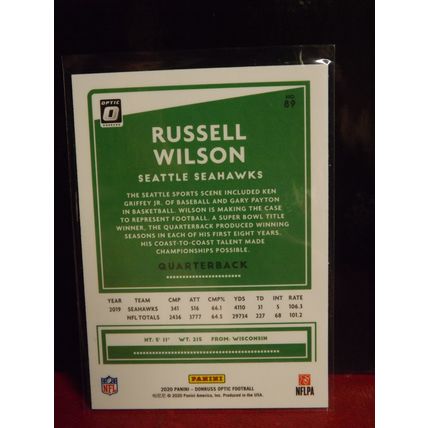 OPTIC
NO.
89
RUSSELL
WILSON
SEATTLE SEAHAWKS
THE SEATTLE SPORTS SCENE INCLUDED KEN
GRIFFEY JR. OF BASEBALL AND GARY PAYTON
IN BASKETBALL. WILSON IS MAKING THE CASE
TO REPRESENT FOOTBALL. A SUPER BOWL TITLE
WINNER, THE QUARTERBACK PRODUCED WINNING
SEASONS IN EACH OF HIS FIRST EIGHT YEARS.
HIS COAST-TO-COAST TALENT MADE
CHAMPIONSHIPS POSSIBLE.
QUARTERBACK
YEAR TEAM CMP ATT CMP% YDS TD INT RATE
2019 SEAHAWKS 341 516 66.1 4110 31 5 106.3
NFL TOTALS 2436 3777 64.5 29734 227 68 101.2
HT: 5' 11" WT: 215 FROM: WISCONSIN
NFL
PANINI
NFLPA
2020 PANINI – DONRUSS OPTIC FOOTBALL
© 2020 Panini America, Inc. Produced in the USA.